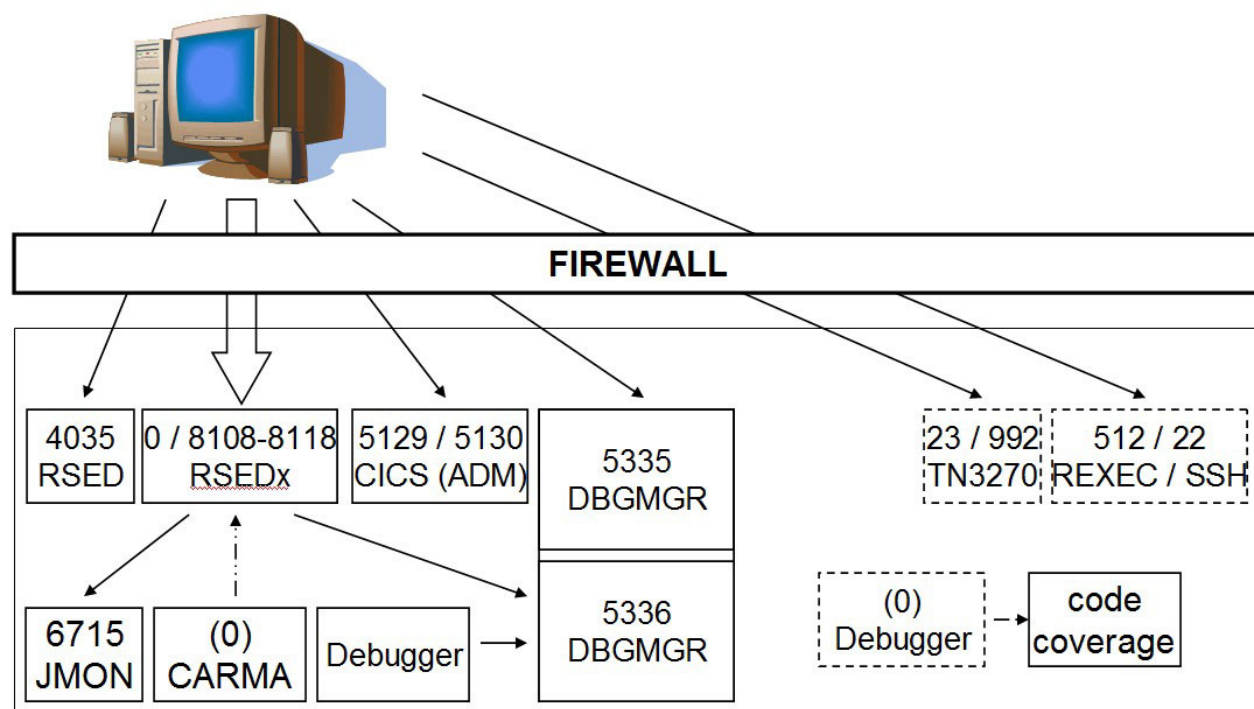 FIREWALL
4035
RSED
0 / 8108-8118
RSEDx
5129 / 5130
CICS (ADM)
5335
DBGMGR
23 / 992
TN3270
512 / 22
REXEC / SSH
6715
JMON
(0)
CARMA
Debugger
5336
DBGMGR
(0)
Debugger
code
coverage